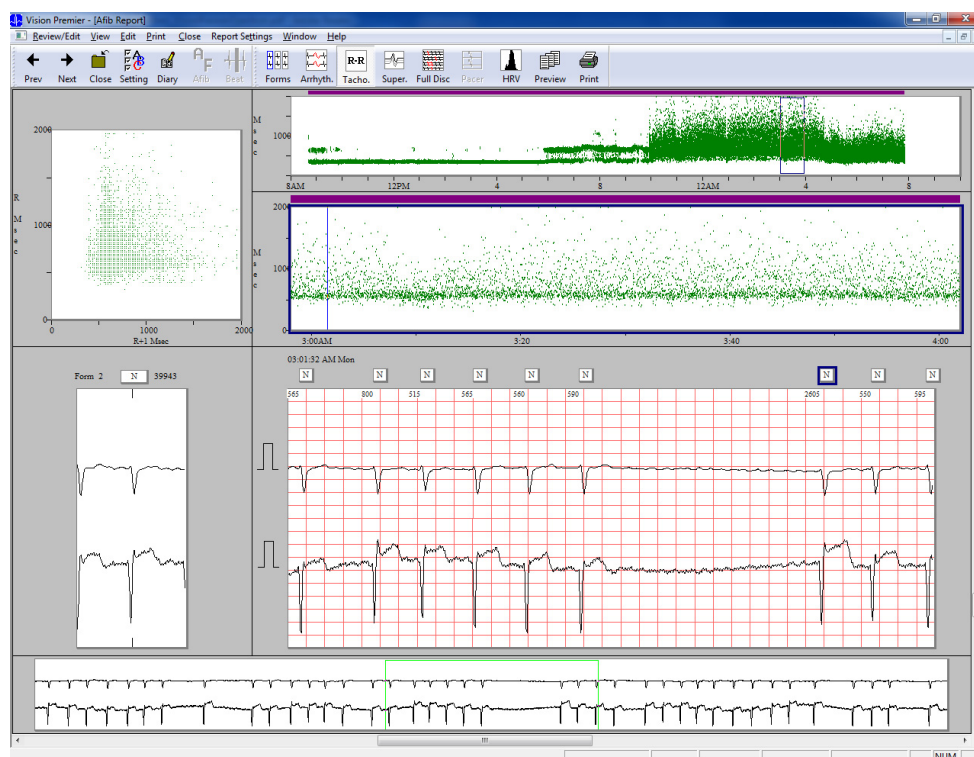 Vision Premier - [Afib Report]
Review/Edit View Edit Print Close Report Settings Window Help
Prev Next Close Setting Diary Afib Beat Forms Arrhyth. Tacho. Super. Full Disc Pacer HRV Preview Print
R-R
M s e c
1000
8AM 12PM 4 8 12AM 4 8
2000
1000
0
R M s e c
0 1000 2000
R+1 Msec
2000
1000
0
M s e c
3:00AM 3:20 3:40 4:00
03:01:32 AM Mon
Form 2 N 39943
N N N N N N N N N
565 800 515 565 560 590 2605 550 595
NUM